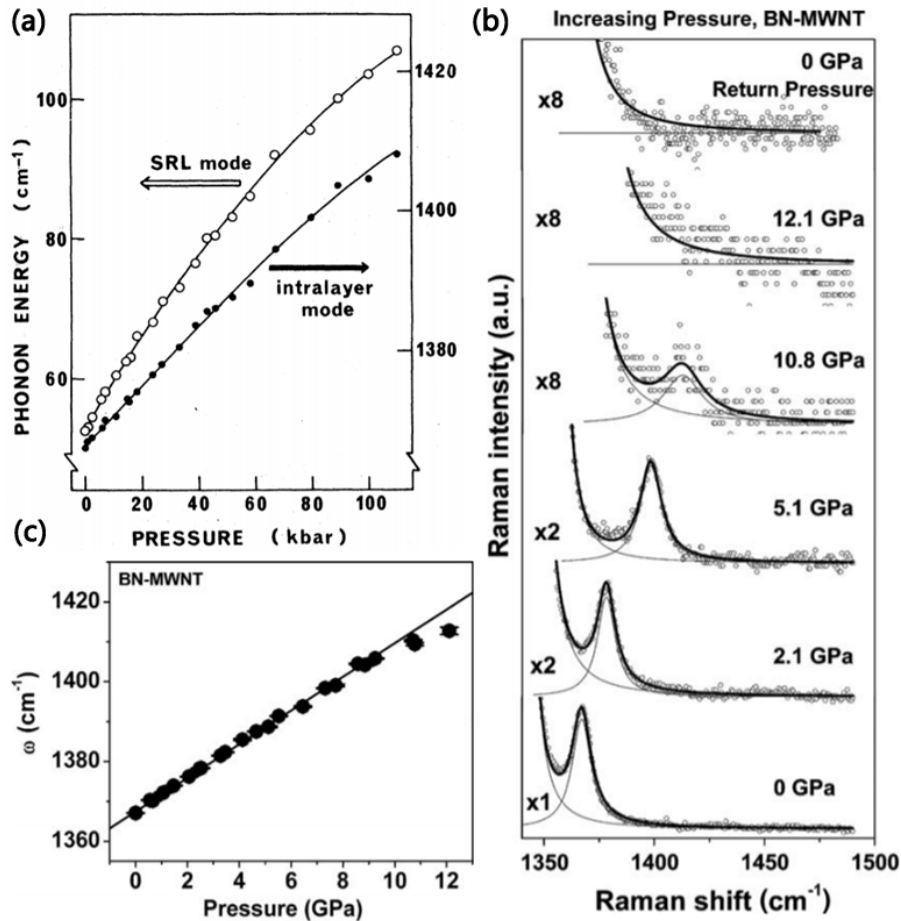 (a)
100
80
60
PHONON ENERGY (cm⁻¹)
SRL mode
intralayer
mode
1420
1400
1380
0 20 40 60 80 100
PRESSURE (kbar)
(b)
Increasing Pressure, BN-MWNT
0 GPa
Return Pressure
x8
12.1 GPa
x8
10.8 GPa
x8
5.1 GPa
x2
2.1 GPa
x2
0 GPa
x1
Raman intensity (a.u.)
1350 1400 1450 1500
Raman shift (cm⁻¹)
(c)
BN-MWNT
1420
1400
1380
1360
ω (cm⁻¹)
0 2 4 6 8 10 12
Pressure (GPa)